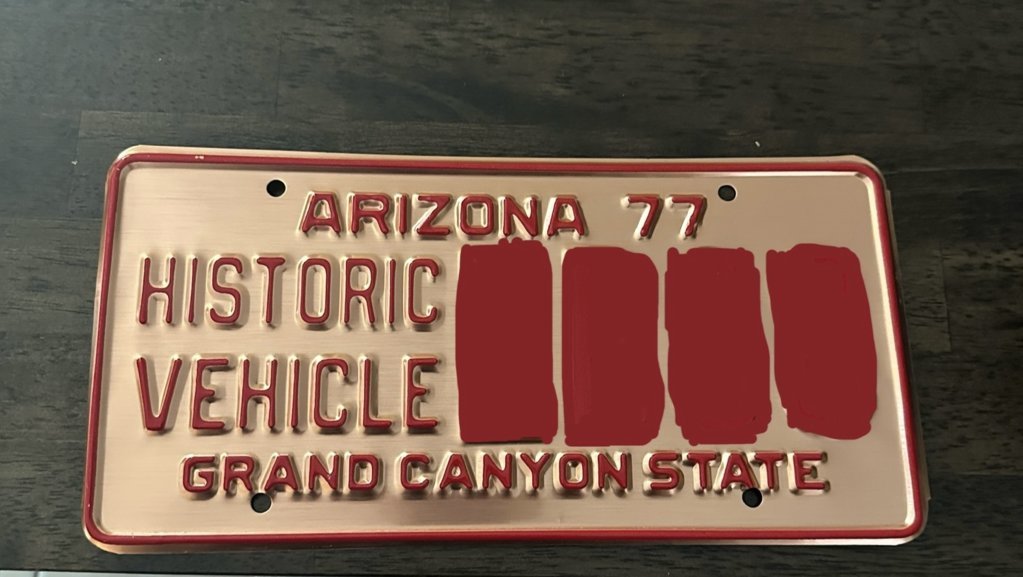 ARIZONA 77
HISTORIC
VEHICLE
GRAND CANYON STATE